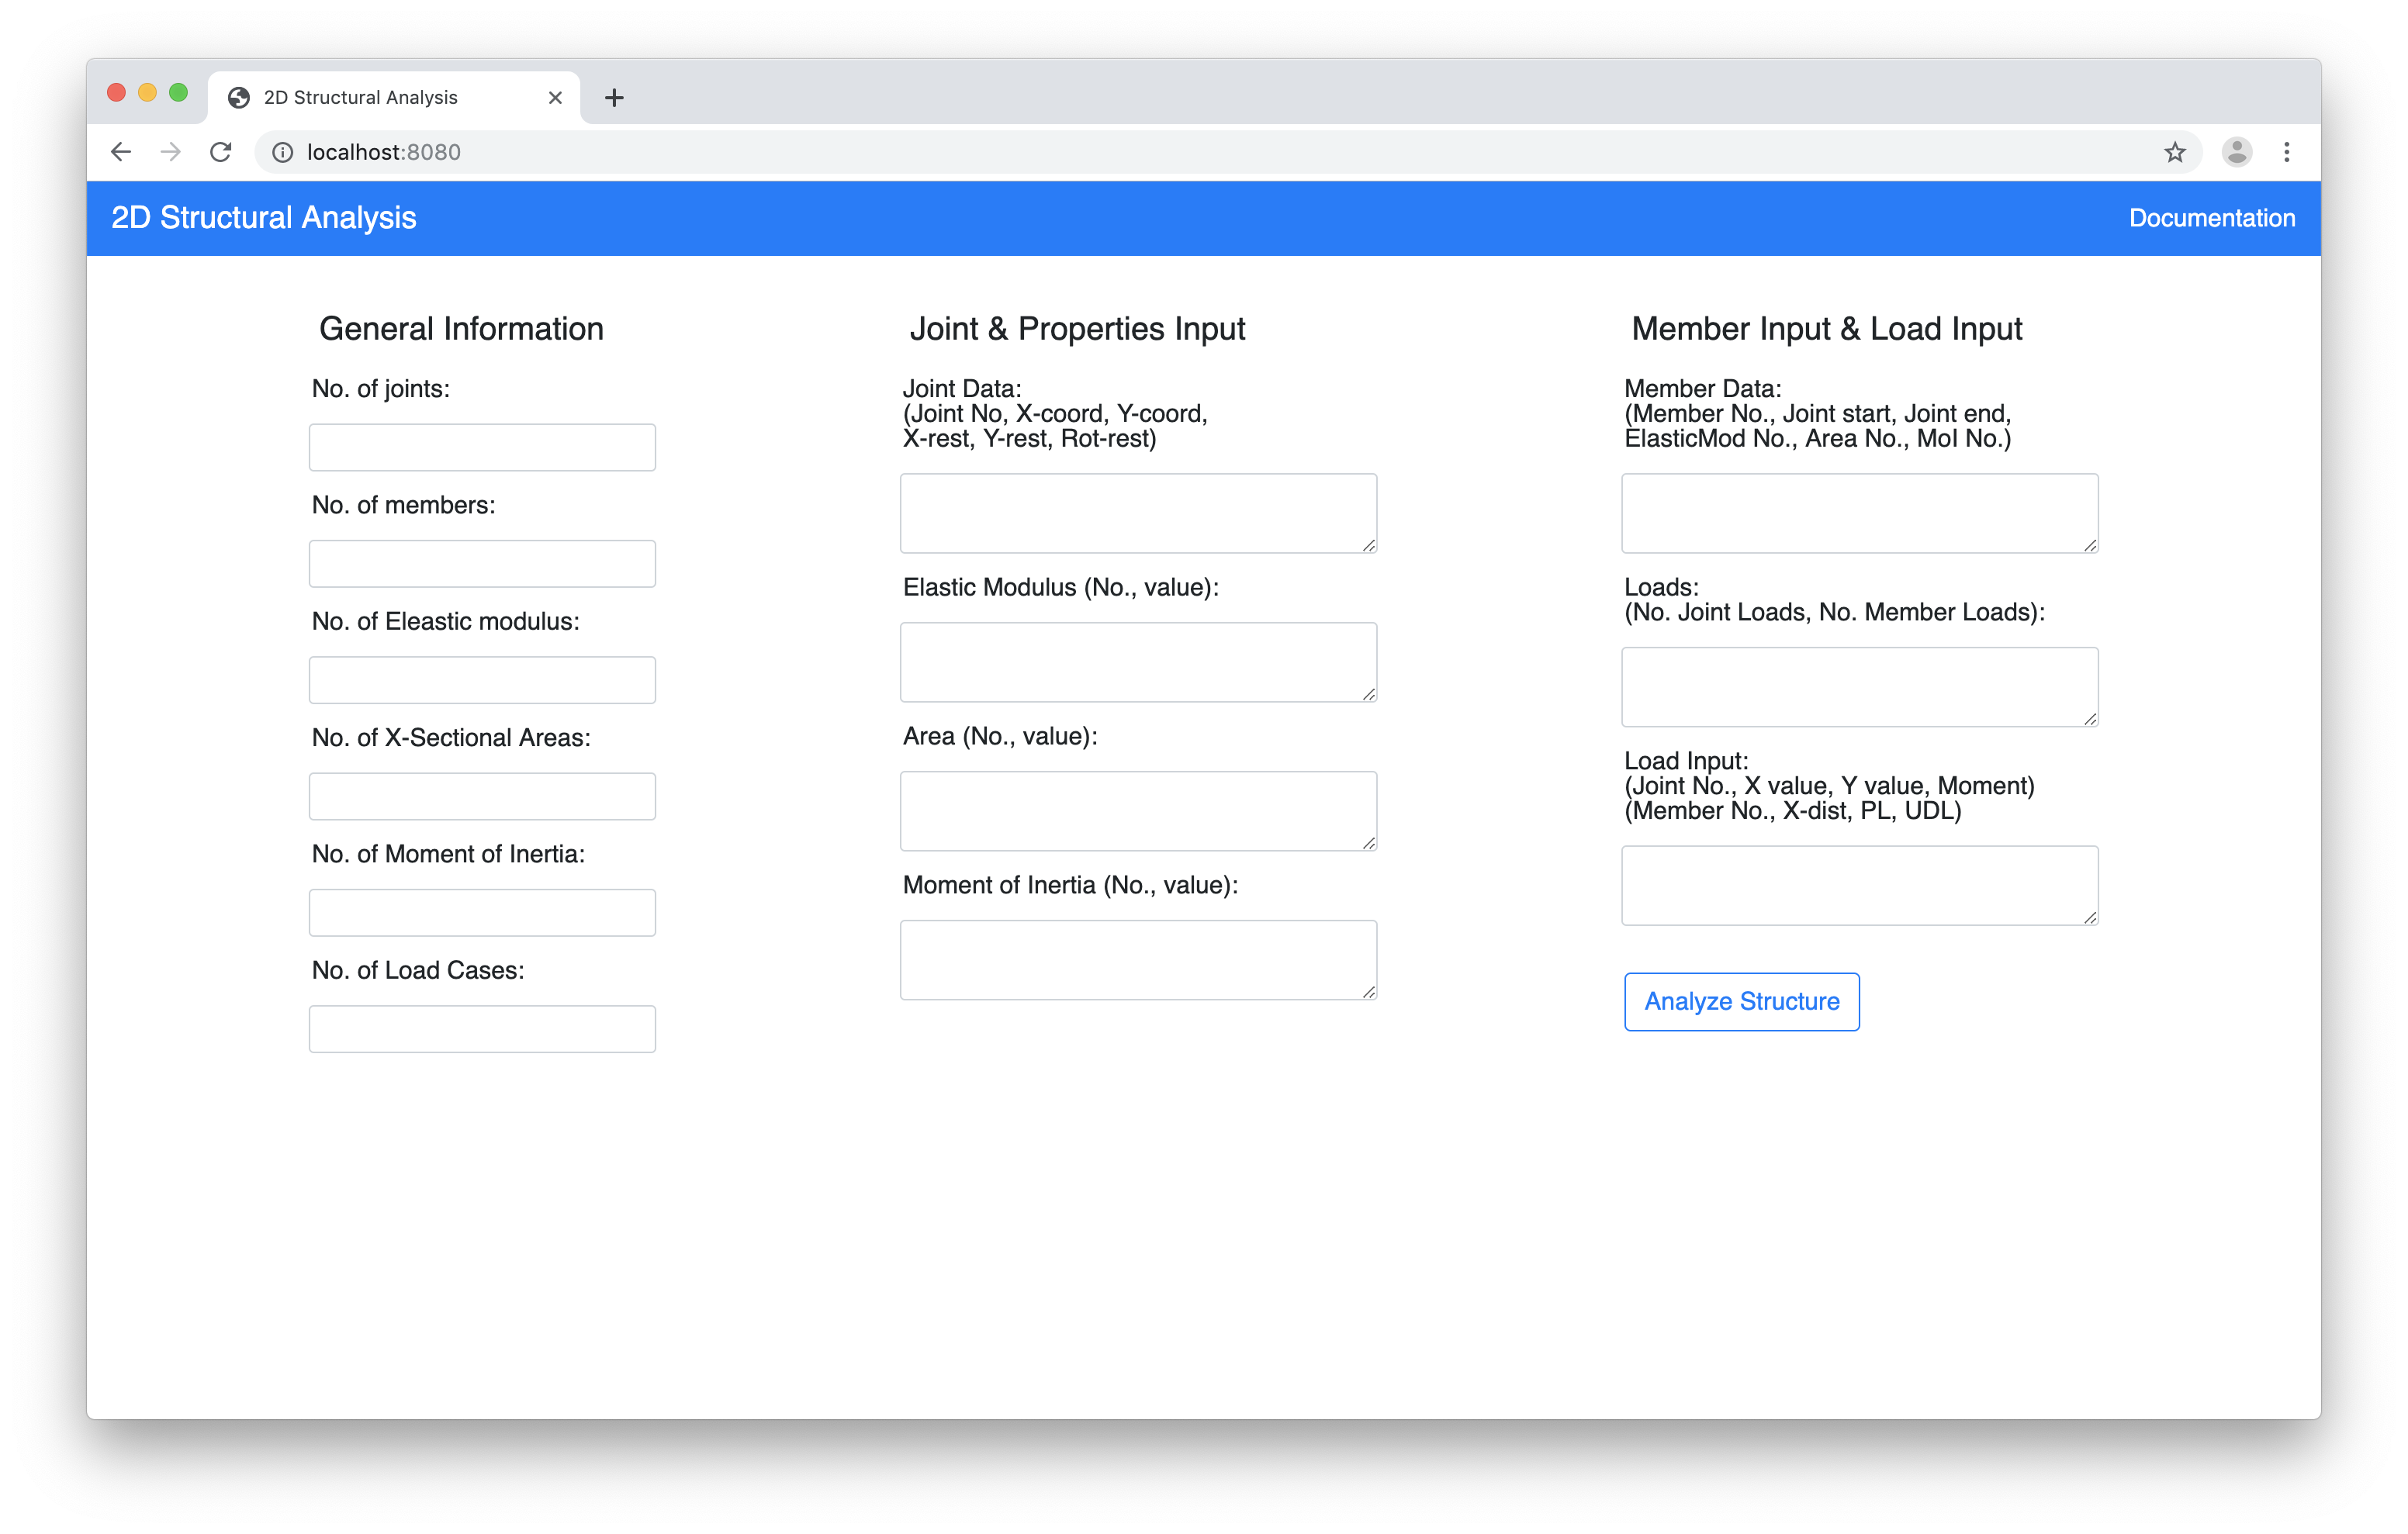 2D Structural Analysis
localhost:8080
2D Structural Analysis
Documentation
General Information
No. of joints:
No. of members:
No. of Eleastic modulus:
No. of X-Sectional Areas:
No. of Moment of Inertia:
No. of Load Cases:
Joint & Properties Input
Joint Data:
(Joint No, X-coord, Y-coord,
X-rest, Y-rest, Rot-rest)
Elastic Modulus (No., value):
Area (No., value):
Moment of Inertia (No., value):
Member Input & Load Input
Member Data:
(Member No., Joint start, Joint end,
ElasticMod No., Area No., MoI No.)
Loads:
(No. Joint Loads, No. Member Loads):
Load Input:
(Joint No., X value, Y value, Moment)
(Member No., X-dist, PL, UDL)
Analyze Structure